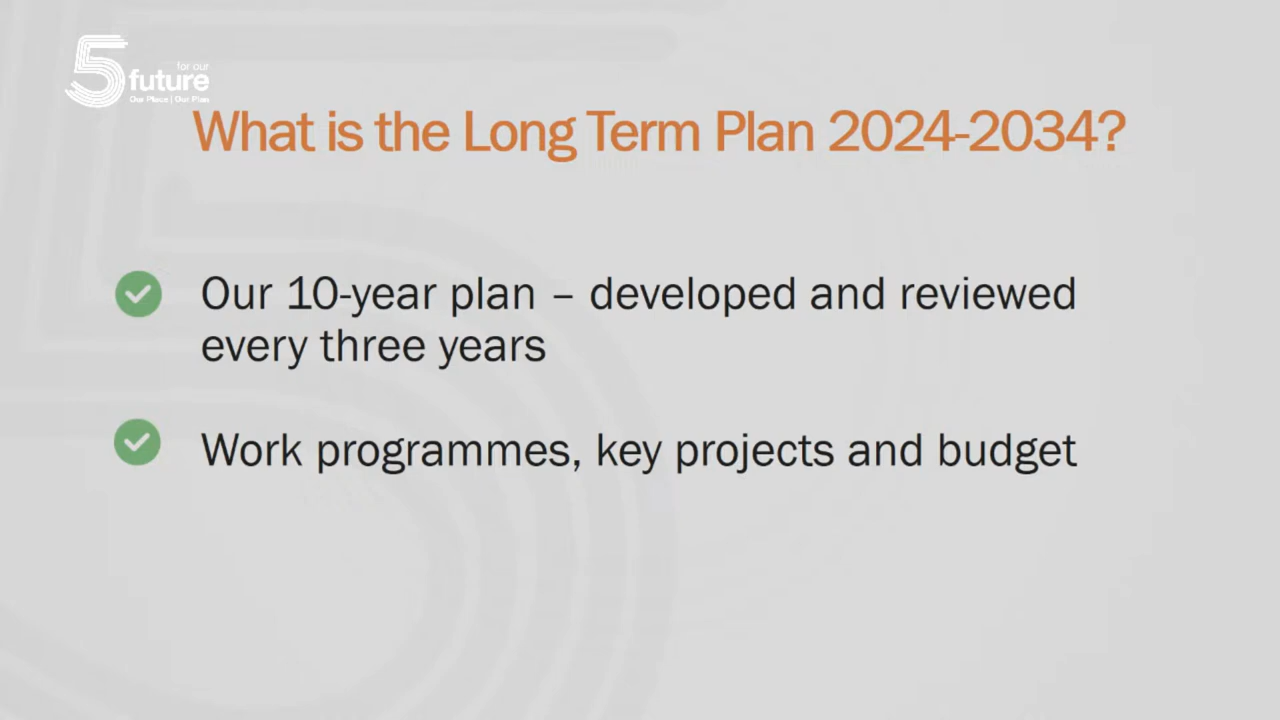 5
for our
future
Our Place | Our Plan
What is the Long Term Plan 2024-2034?
Our 10-year plan – developed and reviewed
every three years
Work programmes, key projects and budget